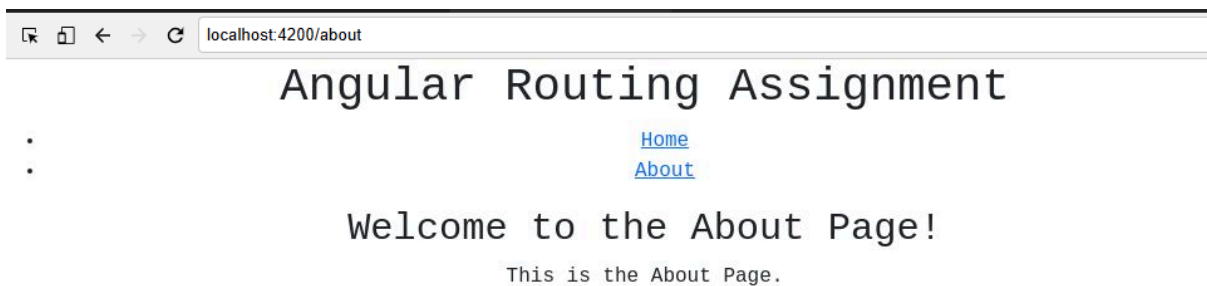 localhost:4200/about
Angular Routing Assignment
Home
About
Welcome to the About Page!
This is the About Page.